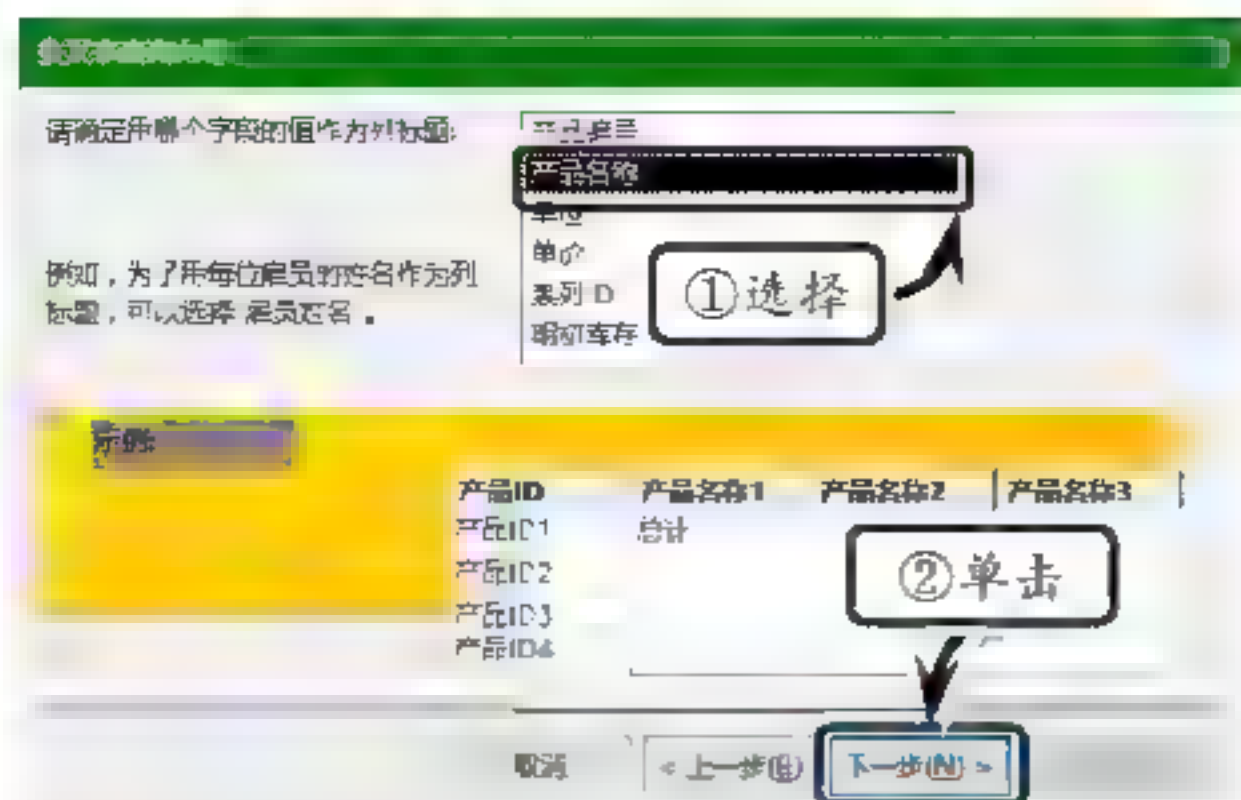 请确定用哪个字段的值作为列标题:
产品名称
单位
单价
系列ID
例如，为了用每位雇员的姓名作为列
标题，可以选择 雇员姓名 。
期初库存
①选择
示例:
产品ID 产品名称1 产品名称2 产品名称3
产品ID1 总计
产品ID2
产品ID3
产品ID4
②单击
取消 < 上一步(B) 下一步(N) >